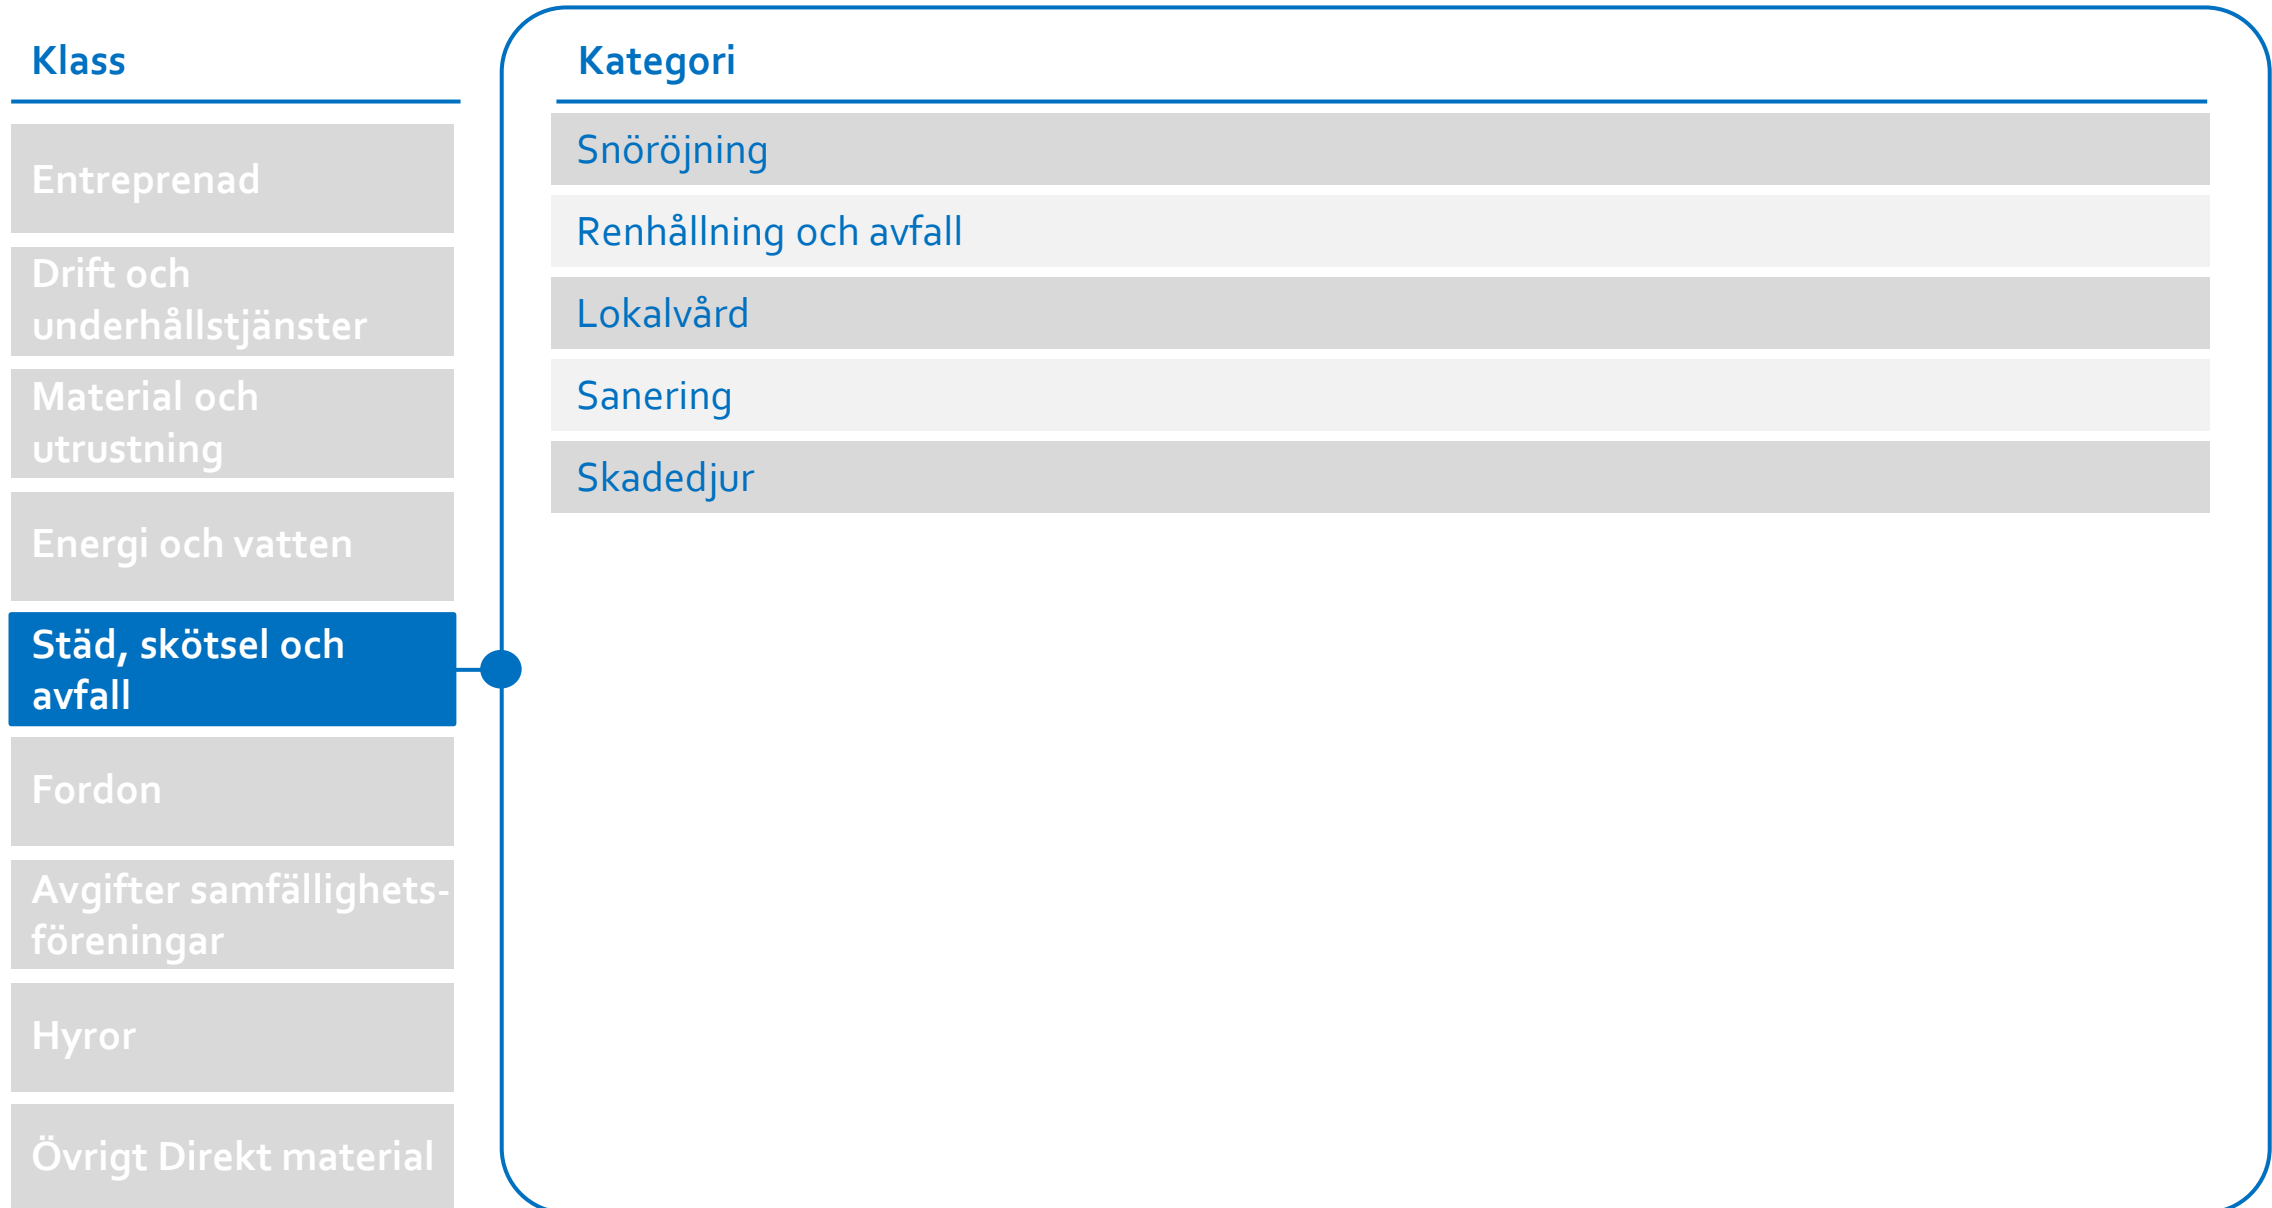 Klass
Entreprenad
Drift och
underhållstjänster
Material och
utrustning
Energi och vatten
Städ, skötsel och
avfall
Fordon
Avgifter samfällighets-
föreningar
Hyror
Övrigt Direkt material
Kategori
Snöröjning
Renhållning och avfall
Lokalvård
Sanering
Skadedjur